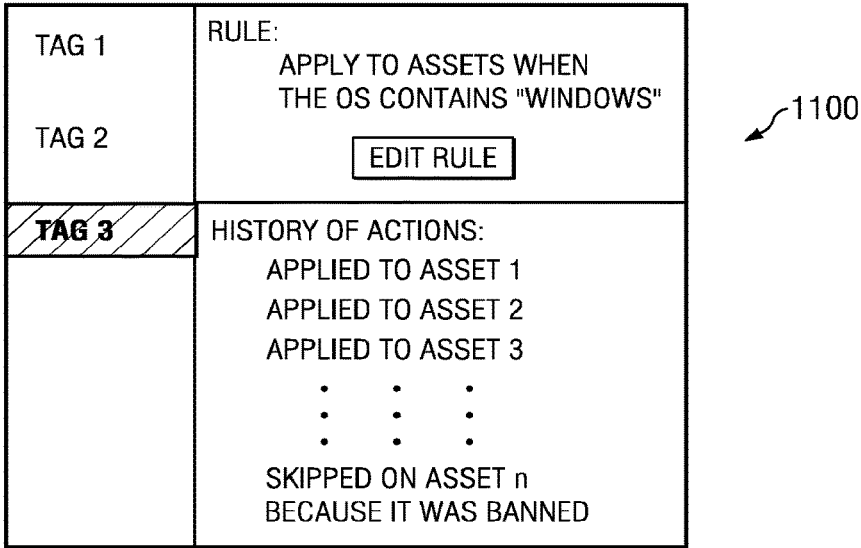 TAG 1
TAG 2
TAG 3
RULE:
APPLY TO ASSETS WHEN
THE OS CONTAINS "WINDOWS"
EDIT RULE
HISTORY OF ACTIONS:
APPLIED TO ASSET 1
APPLIED TO ASSET 2
APPLIED TO ASSET 3
SKIPPED ON ASSET n
BECAUSE IT WAS BANNED
1100